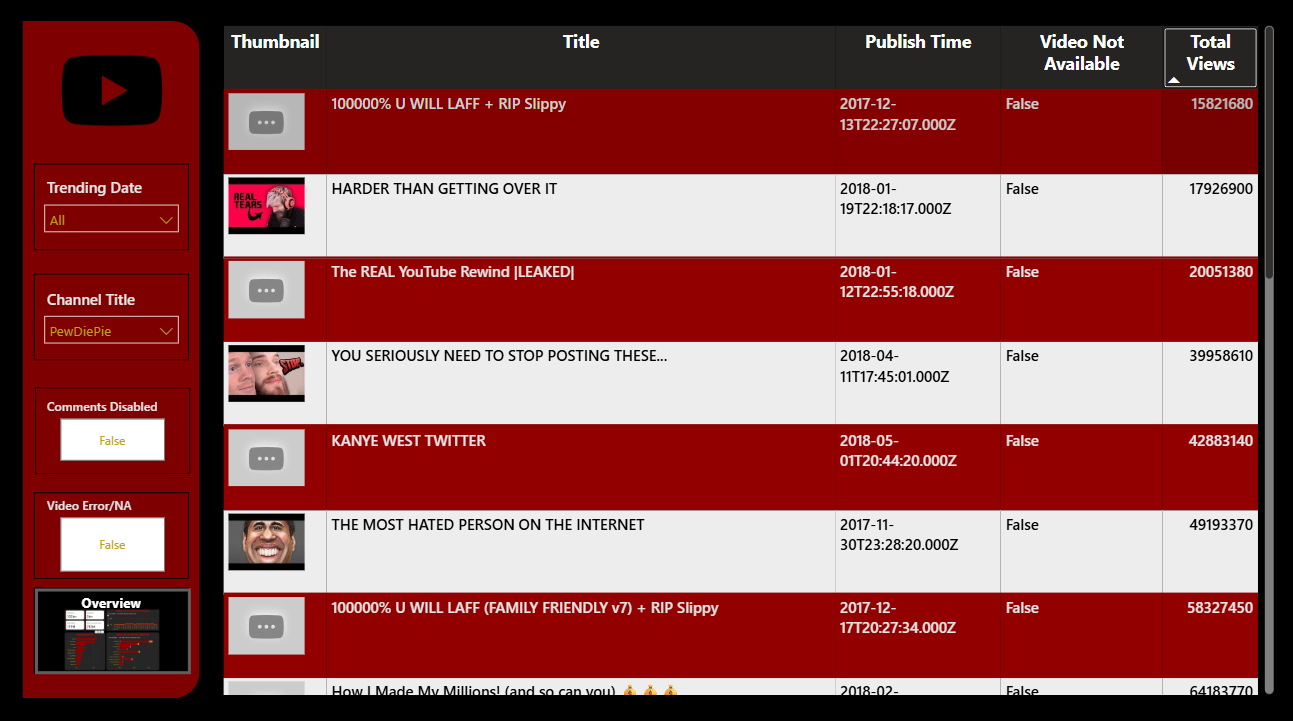 Thumbnail Title Publish Time Video Not Available Total Views
100000% U WILL LAFF + RIP Slippy 2017-12-13T22:27:07.000Z False 15821680
Trending Date
All
REAL TEARS
HARDER THAN GETTING OVER IT 2018-01-19T22:18:17.000Z False 17926900
The REAL YouTube Rewind |LEAKED| 2018-01-12T22:55:18.000Z False 20051380
Channel Title
PewDiePie
STOP
YOU SERIOUSLY NEED TO STOP POSTING THESE... 2018-04-11T17:45:01.000Z False 39958610
Comments Disabled
False
KANYE WEST TWITTER 2018-05-01T20:44:20.000Z False 42883140
Video Error/NA
False
THE MOST HATED PERSON ON THE INTERNET 2017-11-30T23:28:20.000Z False 49193370
Overview
100000% U WILL LAFF (FAMILY FRIENDLY v7) + RIP Slippy 2017-12-17T20:27:34.000Z False 58327450
How I Made My Millions! (and so can you) 💰 💰 💰 2018-02- False 64183770